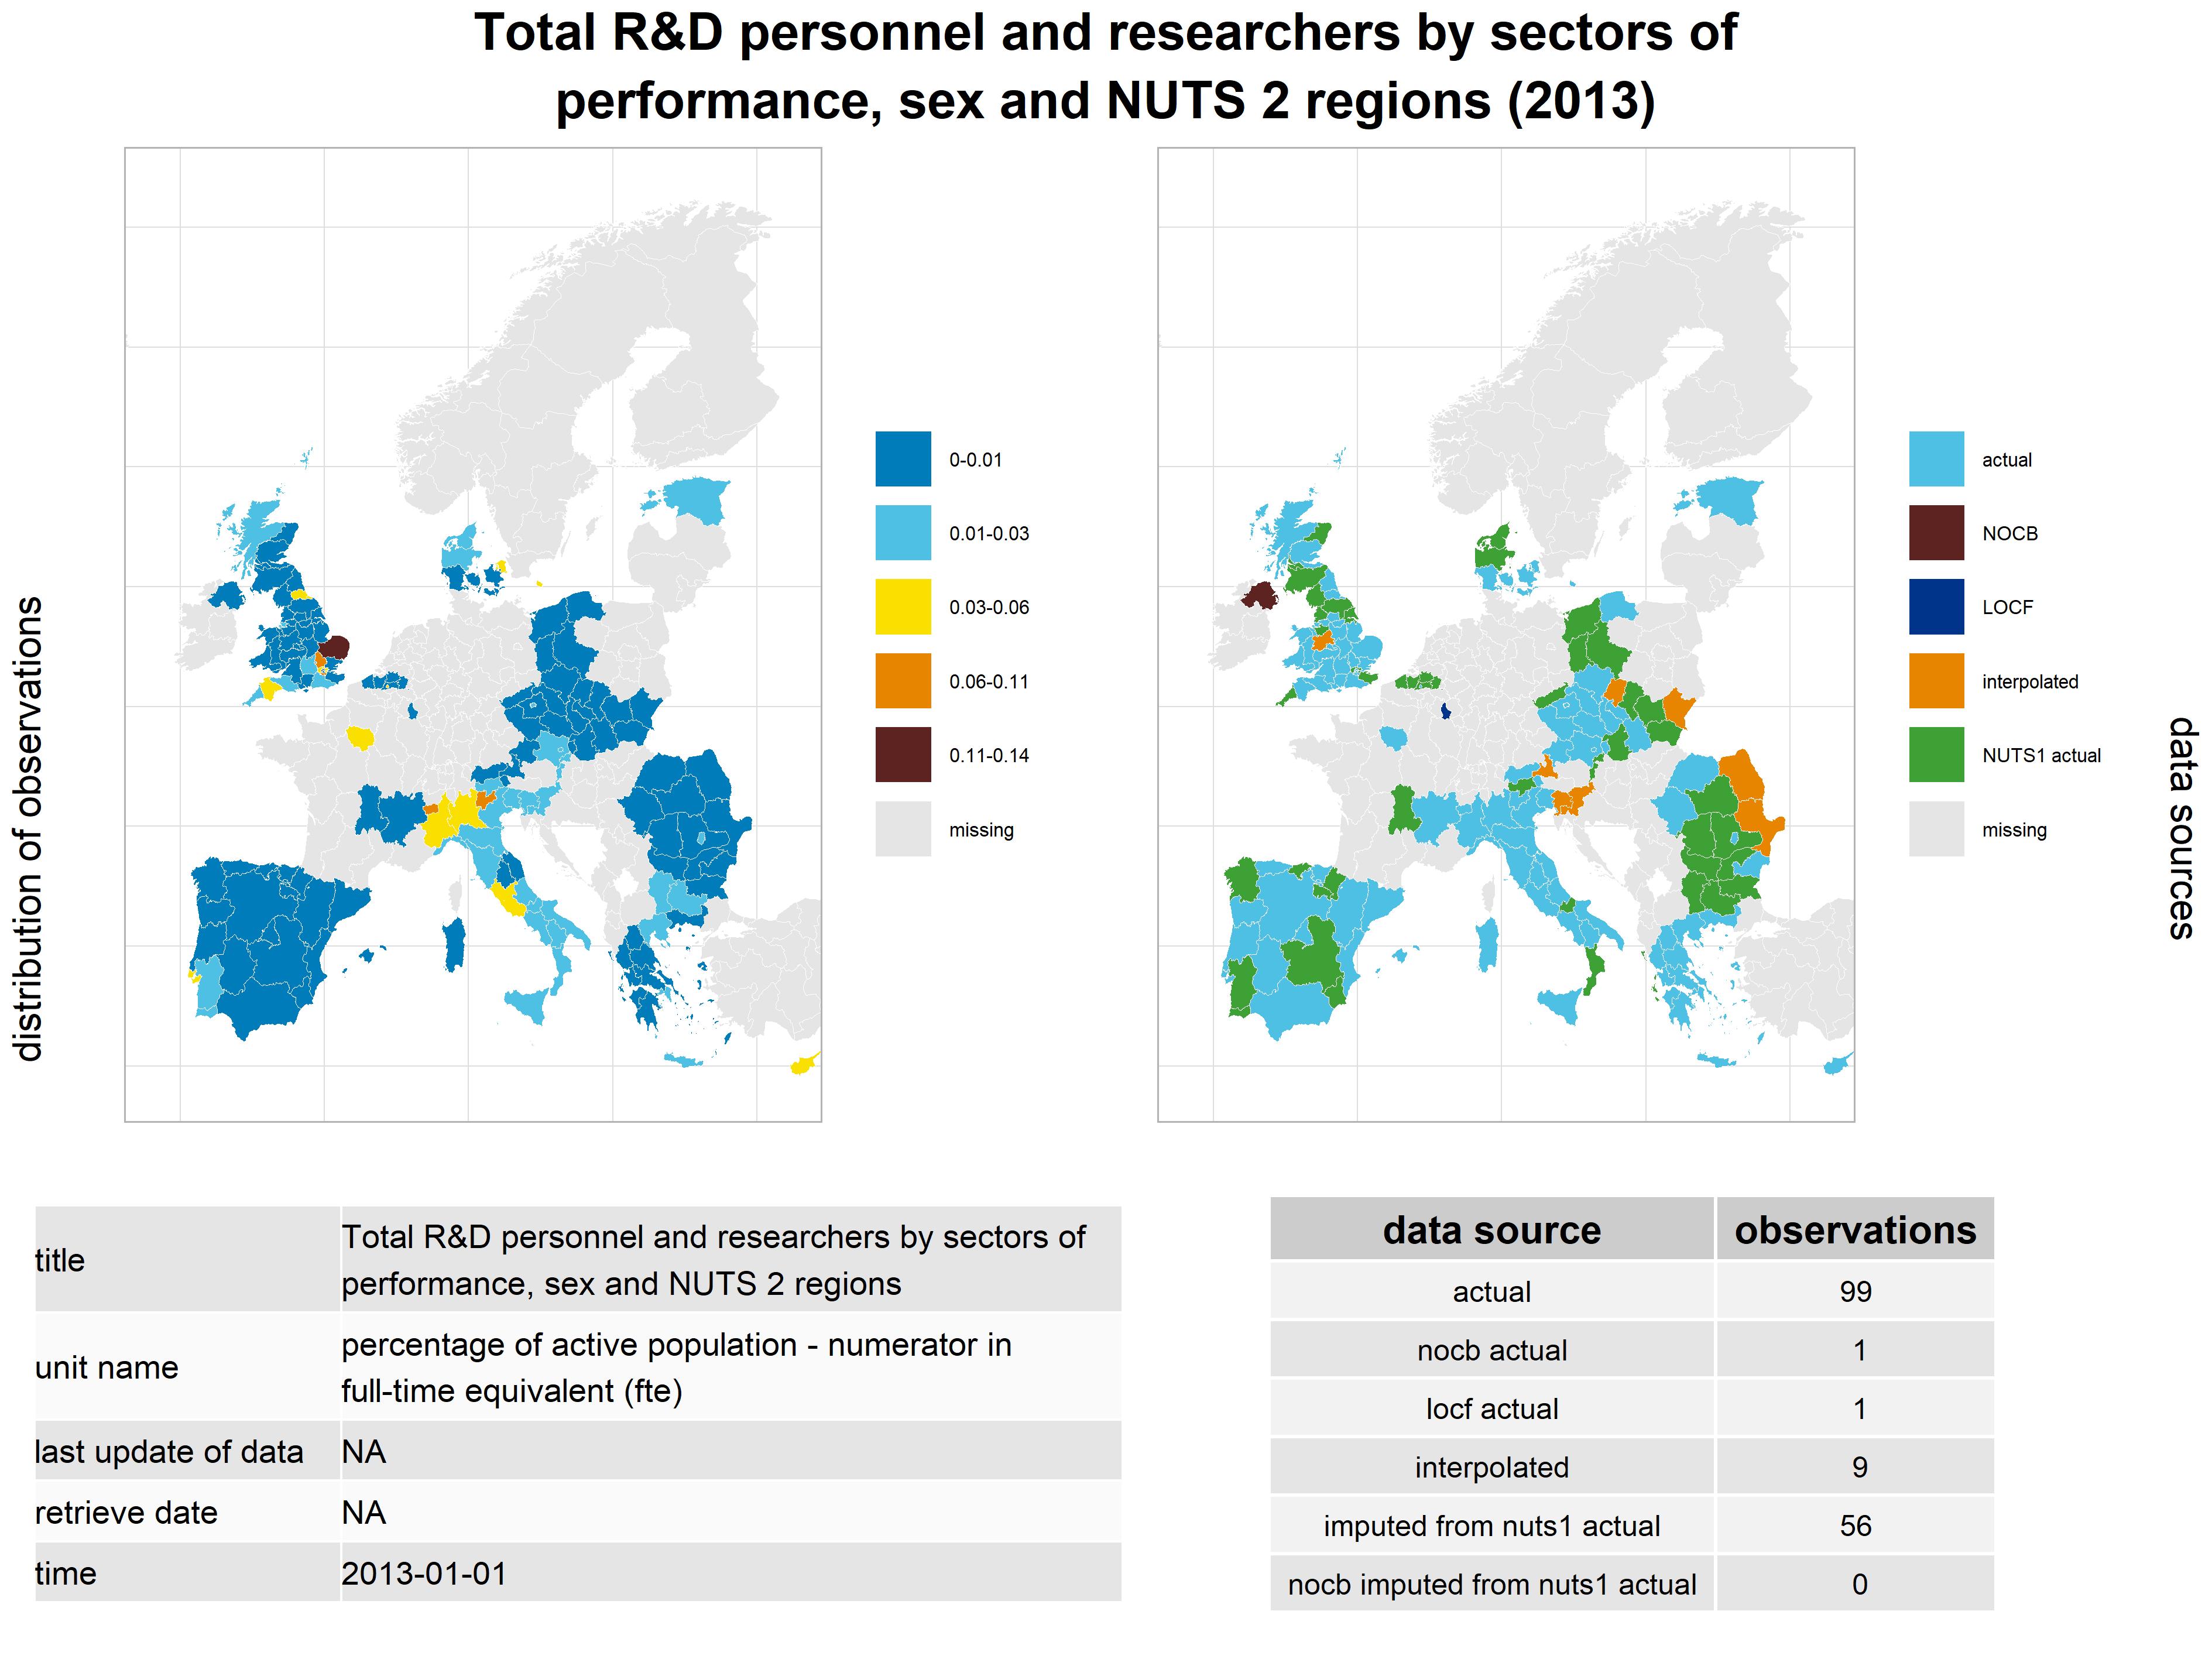 Total R&D personnel and researchers by sectors of
performance, sex and NUTS 2 regions (2013)
distribution of observations
0-0.01
0.01-0.03
0.03-0.06
0.06-0.11
0.11-0.14
missing
actual
NOCB
LOCF
interpolated
NUTS1 actual
missing
data sources
title
Total R&D personnel and researchers by sectors of
performance, sex and NUTS 2 regions
unit name
percentage of active population - numerator in
full-time equivalent (fte)
last update of data NA
retrieve date NA
time 2013-01-01
data source observations
actual 99
nocb actual 1
locf actual 1
interpolated 9
imputed from nuts1 actual 56
nocb imputed from nuts1 actual 0